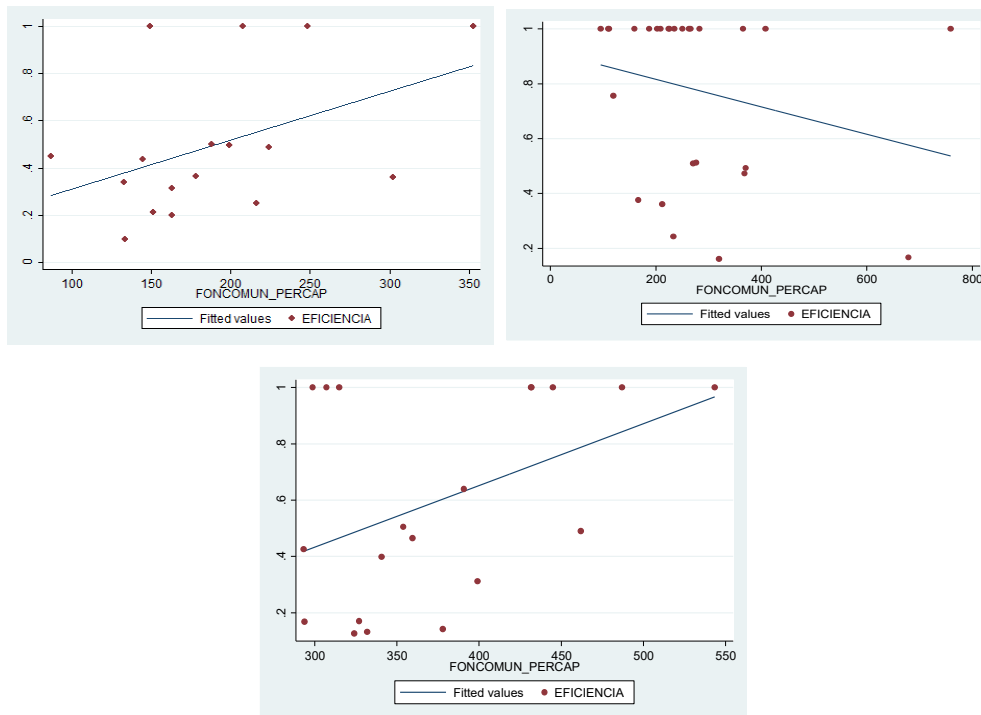 1
.8
.6
.4
.2
0
100 150 200 250 300 350
FONCOMUN_PERCAP
Fitted values EFICIENCIA
1
.8
.6
.4
.2
0 200 400 600 800
FONCOMUN_PERCAP
Fitted values EFICIENCIA
1
.8
.6
.4
.2
300 350 400 450 500 550
FONCOMUN_PERCAP
Fitted values EFICIENCIA